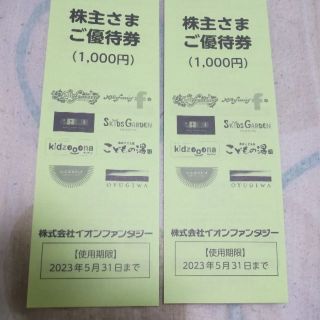 株主さま
ご優待券
(1,000円)
SKiDSGARDEN
kidzooona
こどもの湯
OYUGIWA
株式会社イオンファンタジー
【使用期限】
2023年5月31日まで
株主さま
ご優待券
(1,000円)
SKiDSGARDEN
kidzooona
こどもの湯
OYUGIWA
株式会社イオンファンタジー
【使用期限】
2023年5月31日まで